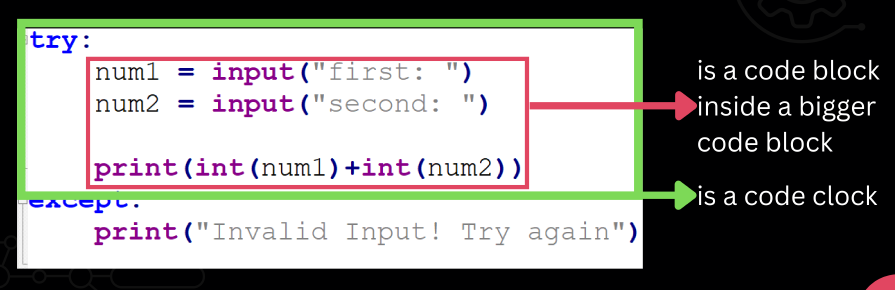 try:
num1 = input("first: ")
num2 = input("second: ")
print(int(num1)+int(num2))
except:
print("Invalid Input! Try again")
is a code block
inside a bigger
code block
is a code clock